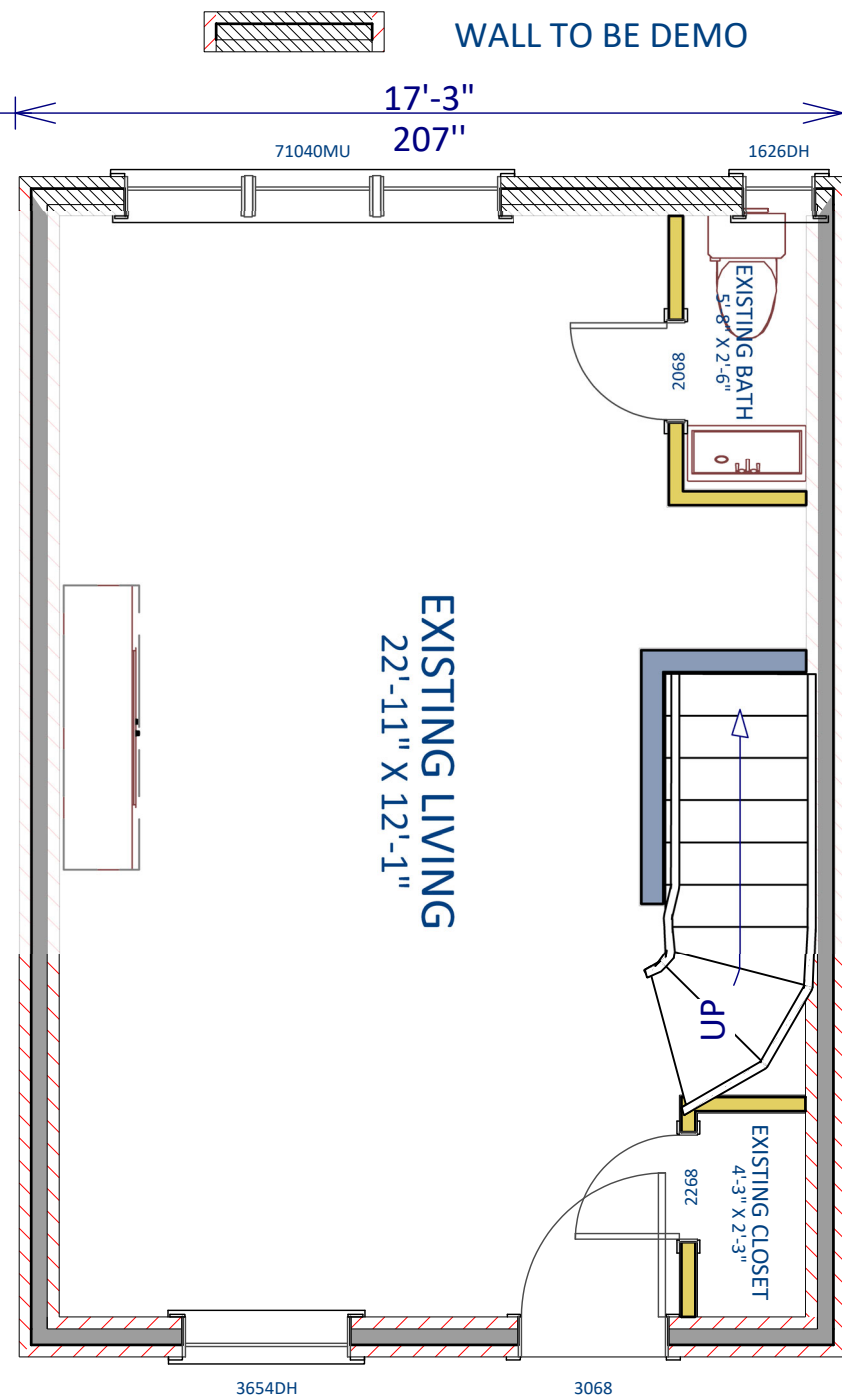 WALL TO BE DEMO
17'-3"
207"
71040MU
1626DH
EXISTING BATH
5'-8" X 2'-6"
2068
EXISTING LIVING
22'-11" X 12'-1"
UP
EXISTING CLOSET
4'-3" X 2'-3"
2268
3654DH
3068